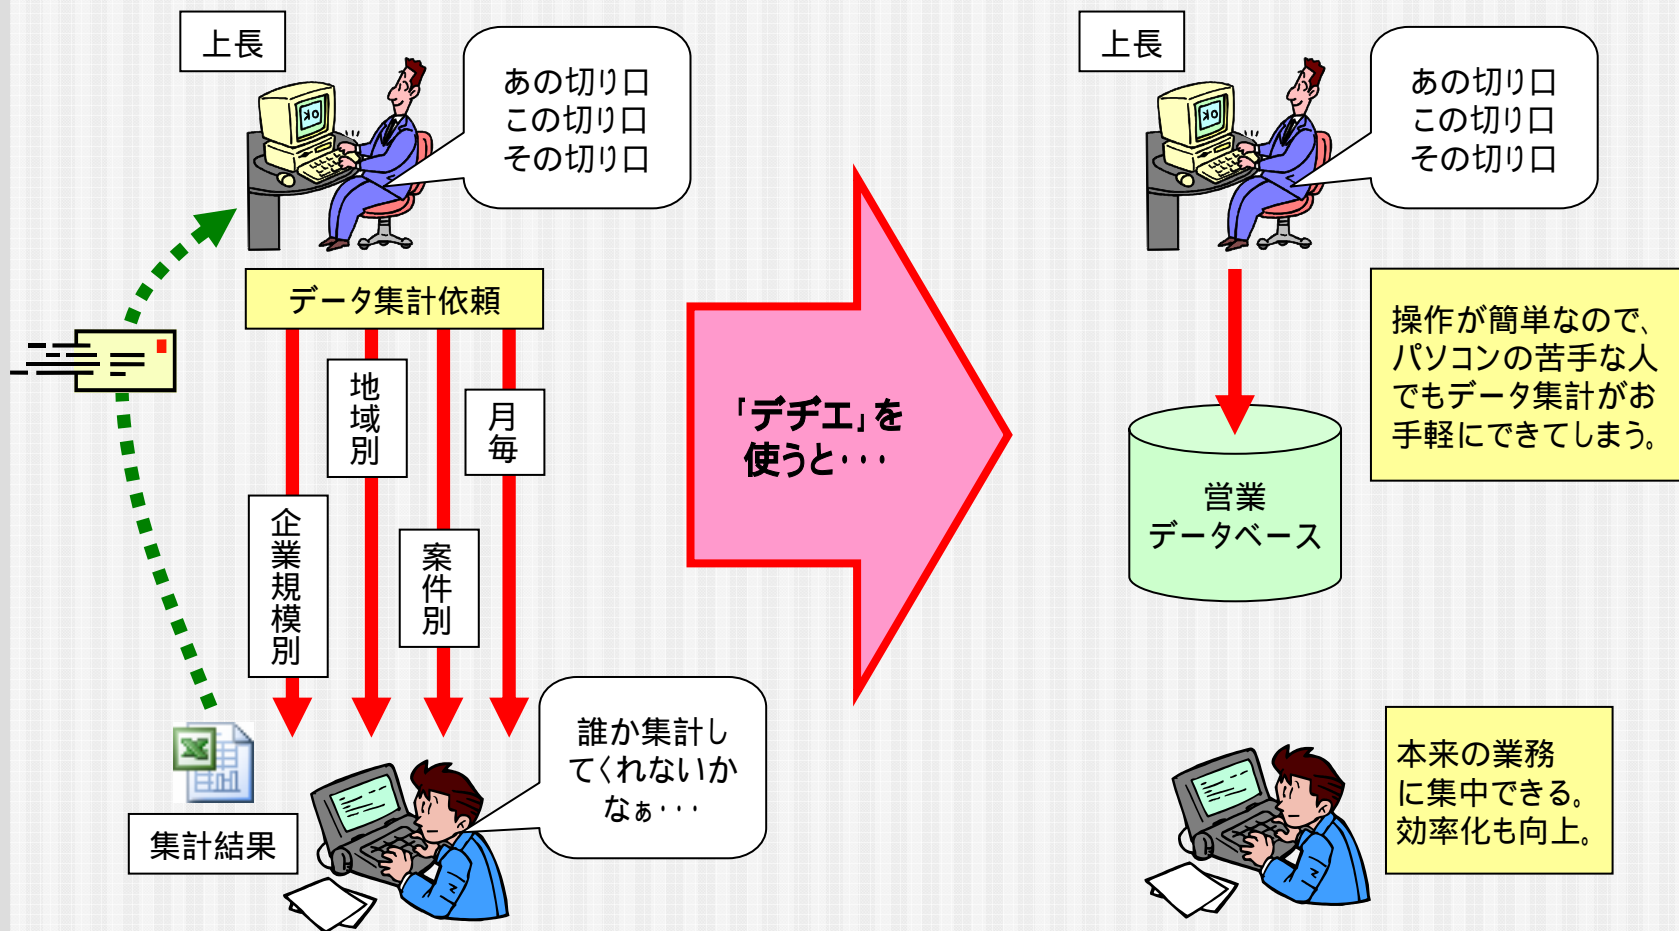 上長
あの切り口
この切り口
その切り口
OK
データ集計依頼
企業規模別
地域別
案件別
月毎
集計結果
誰か集計し
てくれないか
なぁ・・・
「デヂエ」を
使うと・・・
上長
あの切り口
この切り口
その切り口
OK
操作が簡単なので、
パソコンの苦手な人
でもデータ集計がお
手軽にできてしまう。
営業
データベース
本来の業務
に集中できる。
効率化も向上。